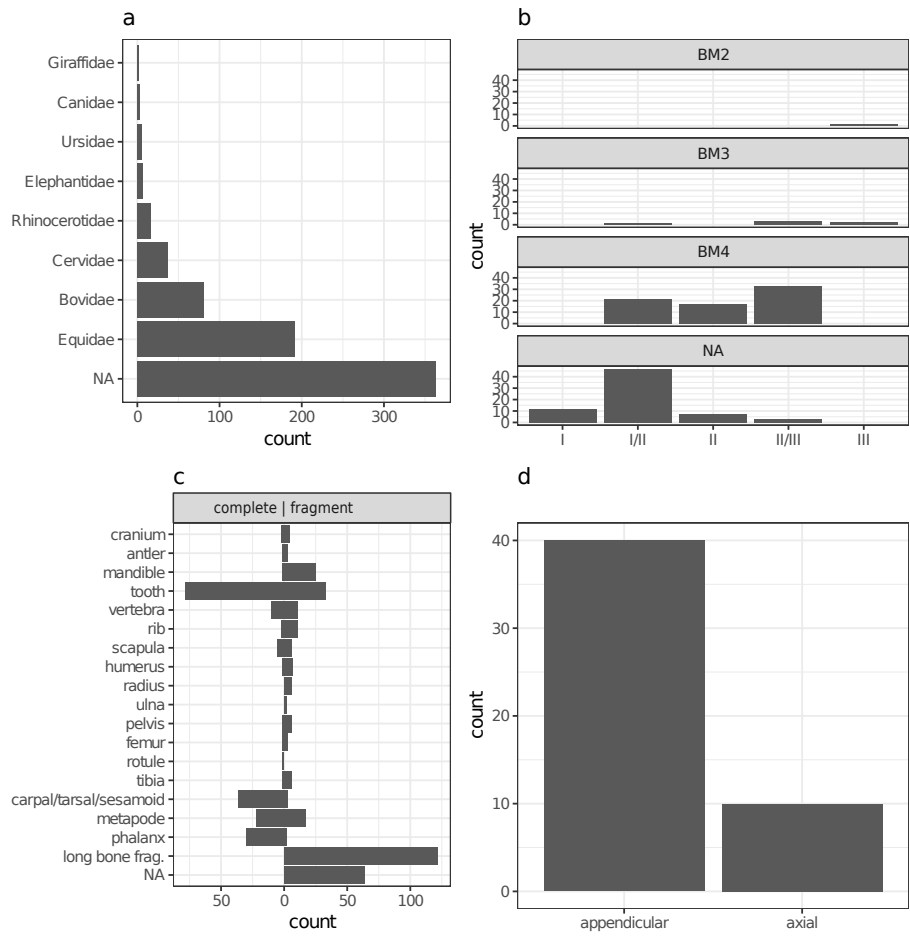 a
Giraffidae
Canidae
Ursidae
Elephantidae
Rhinocerotidae
Cervidae
Bovidae
Equidae
NA
0 100 200 300
count
b
BM2
40
30
20
10
0
BM3
40
30
20
10
0
BM4
40
30
20
10
0
NA
40
30
20
10
0
count
I I/II II II/III III
c
complete | fragment
cranium
antler
mandible
tooth
vertebra
rib
scapula
humerus
radius
ulna
pelvis
femur
rotule
tibia
carpal/tarsal/sesamoid
metapode
phalanx
long bone frag.
NA
50 0 50 100
count
d
40
30
20
10
0
count
appendicular axial